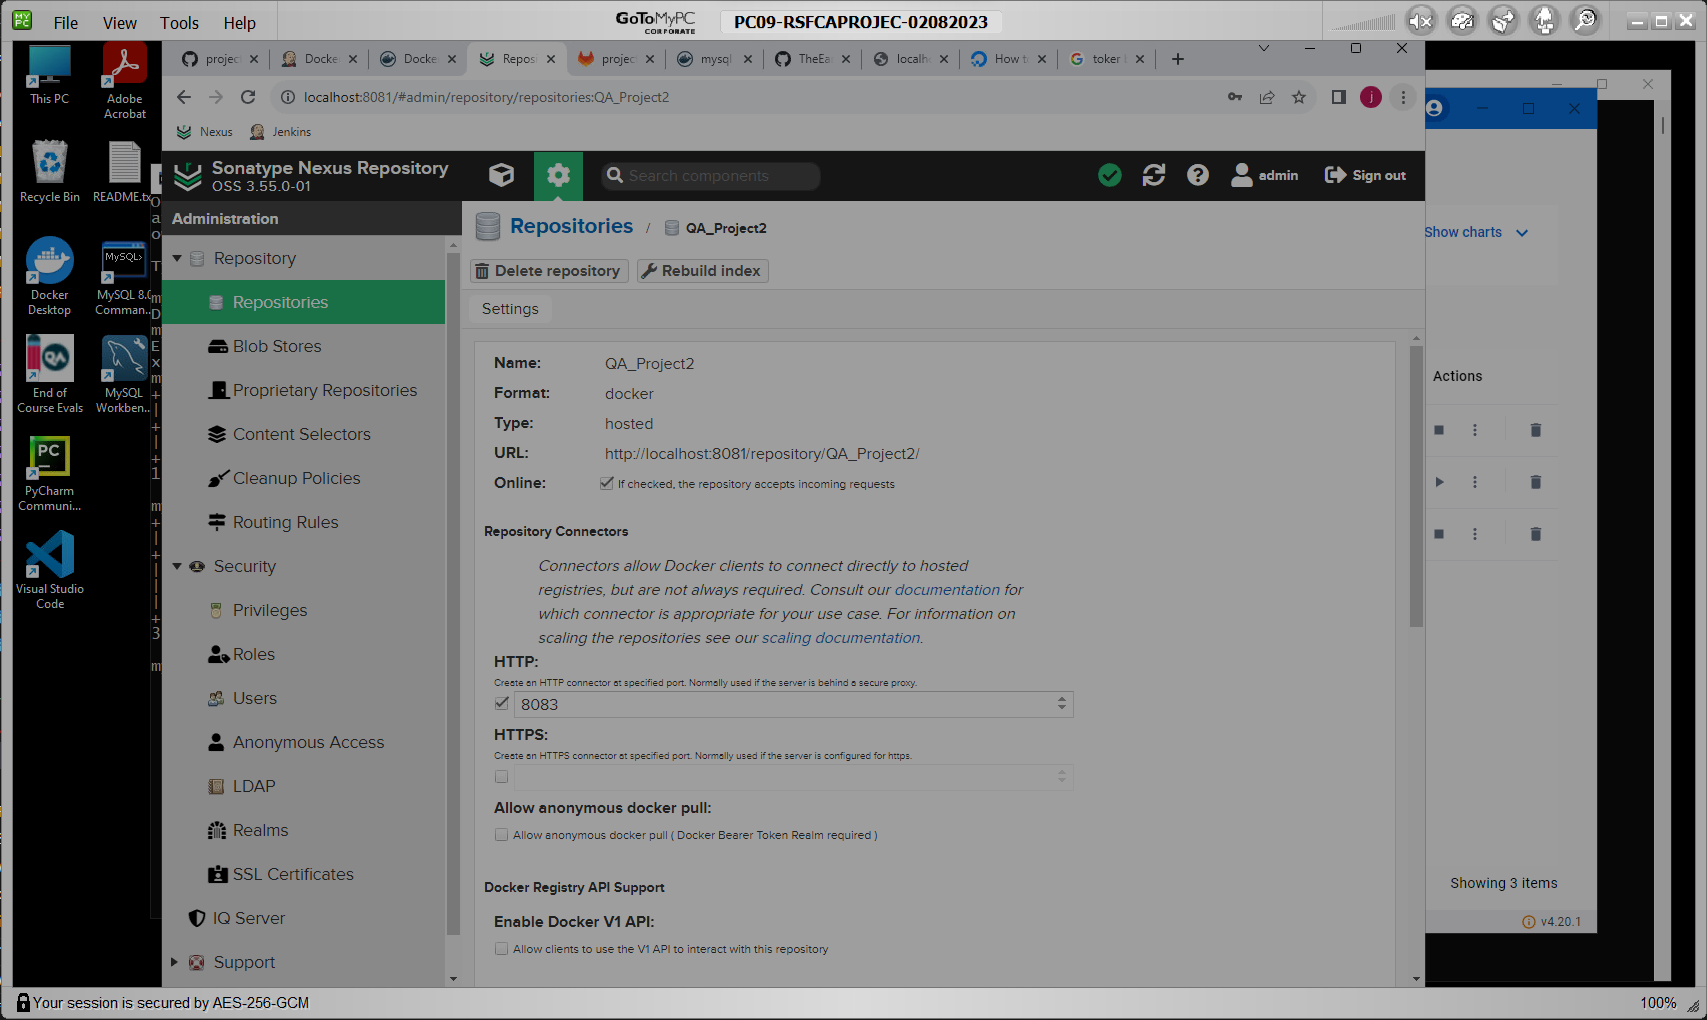 File View Tools Help
GoToMyPC
CORPORATE
PC09-RSFCAPROJEC-02082023
This PC
Adobe
Acrobat
Recycle Bin
README.tx
Docker
Desktop
MySQL>
MySQL 8.0
Comman...
End of
Course Evals
MySQL
Workben...
PC
PyCharm
Communi...
Visual Studio
Code
projec
Docke
Docke
Reposi
projec
mysql
TheEa
localh
How t
toker
localhost:8081/#admin/repository/repositories:QA_Project2
j
Nexus
Jenkins
Sonatype Nexus Repository
OSS 3.55.0-01
Search components
admin
Sign out
Administration
Repository
Repositories
Blob Stores
Proprietary Repositories
Content Selectors
Cleanup Policies
Routing Rules
Security
Privileges
Roles
Users
Anonymous Access
LDAP
Realms
SSL Certificates
IQ Server
Support
Repositories / QA_Project2
Delete repository
Rebuild index
Settings
Name: QA_Project2
Format: docker
Type: hosted
URL: http://localhost:8081/repository/QA_Project2/
Online: If checked, the repository accepts incoming requests
Repository Connectors
Connectors allow Docker clients to connect directly to hosted
registries, but are not always required. Consult our documentation for
which connector is appropriate for your use case. For information on
scaling the repositories see our scaling documentation.
HTTP:
Create an HTTP connector at specified port. Normally used if the server is behind a secure proxy.
8083
HTTPS:
Create an HTTPS connector at specified port. Normally used if the server is configured for https.
Allow anonymous docker pull:
Allow anonymous docker pull ( Docker Bearer Token Realm required )
Docker Registry API Support
Enable Docker V1 API:
Allow clients to use the V1 API to interact with this repository
Show charts
Actions
Showing 3 items
v4.20.1
Your session is secured by AES-256-GCM
100%